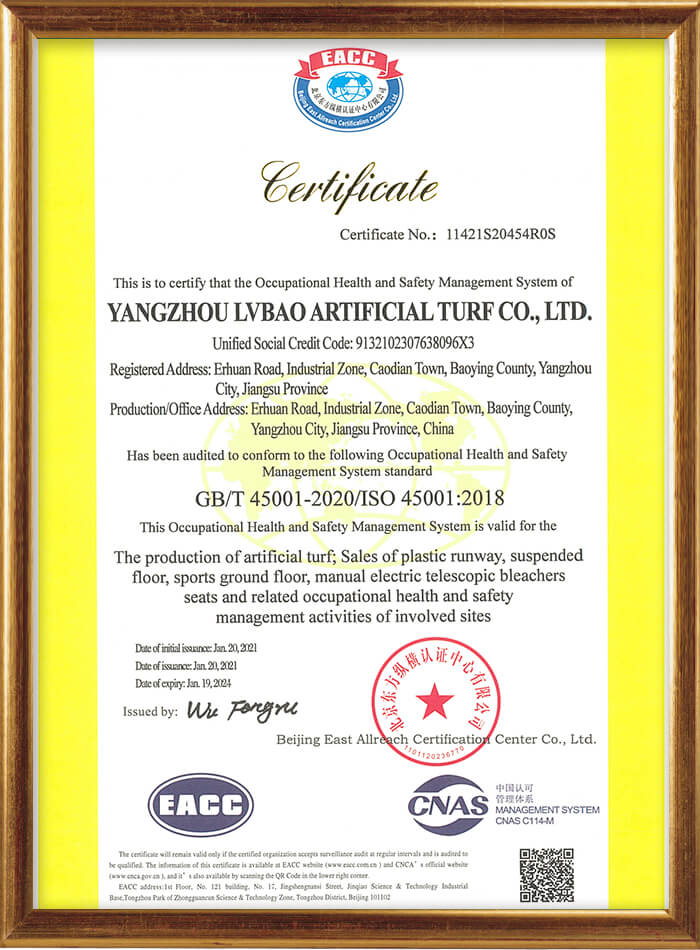 EACC
北京东方纵横认证中心有限公司
Beijing East Allreach Certification Center Co., Ltd.
Certificate
Certificate No.: 11421S20454R0S
This is to certify that the Occupational Health and Safety Management System of
YANGZHOU LVBAO ARTIFICIAL TURF CO., LTD.
Unified Social Credit Code: 9132102307638096X3
Registered Address: Erhuan Road, Industrial Zone, Caodian Town, Baoying County, Yangzhou
City, Jiangsu Province
Production/Office Address: Erhuan Road, Industrial Zone, Caodian Town, Baoying County,
Yangzhou City, Jiangsu Province, China
Has been audited to conform to the following Occupational Health and Safety
Management System standard
GB/T 45001-2020/ISO 45001:2018
This Occupational Health and Safety Management System is valid for the
The production of artificial turf; Sales of plastic runway, suspended
floor, sports ground floor, manual electric telescopic bleachers
seats and related occupational health and safety
management activities of involved sites
Date of initial issuance: Jan. 20, 2021
Date of issuance: Jan. 20, 2021
Date of expiry: Jan. 19, 2024
Issued by: Wu Fengyu
北京东方纵横认证中心有限公司
1101120236770
Beijing East Allreach Certification Center Co., Ltd.
EACC
CNAS
中国认可
管理体系
MANAGEMENT SYSTEM
CNAS C114-M
The certificate will remain valid only if the certified organization accepts surveillance audit at regular intervals and is audited to
be qualified. The information of this certificate is available at EACC website (www.eacc.com.cn ) and CNCA's official website
(www.cnca.gov.cn ), and it's also available by scanning the QR Code in the lower right corner.
EACC address:1st Floor, No. 121 building, No. 17, Jingshengnansi Street, Jinqiao Science & Technology Industrial
Base,Tongzhou Park of Zhongguancun Science & Technology Zone, Tongzhou District, Beijing 101102